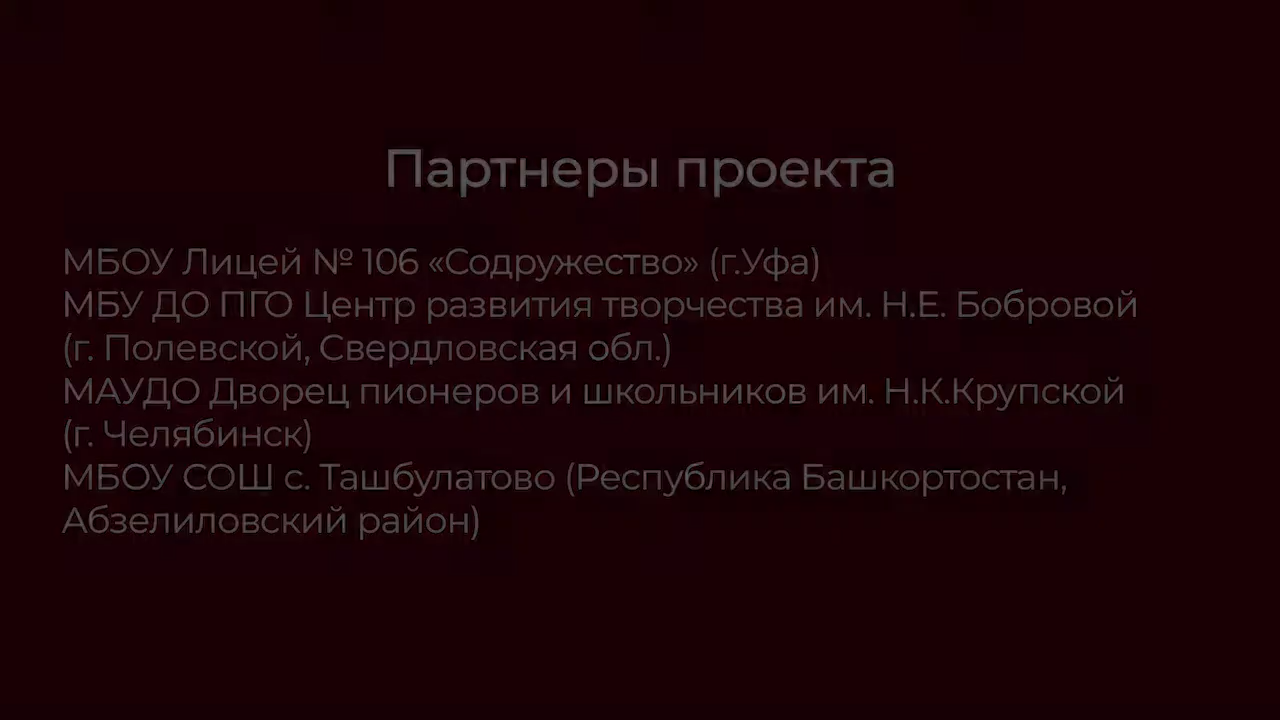 Партнеры проекта
МБОУ Лицей № 106 «Содружество» (г.Уфа)
МБУ ДО ПГО Центр развития творчества им. Н.Е. Бобровой
(г. Полевской, Свердловская обл.)
МАУДО Дворец пионеров и школьников им. Н.К.Крупской
(г. Челябинск)
МБОУ СОШ с. Ташбулатово (Республика Башкортостан,
Абзелиловский район)